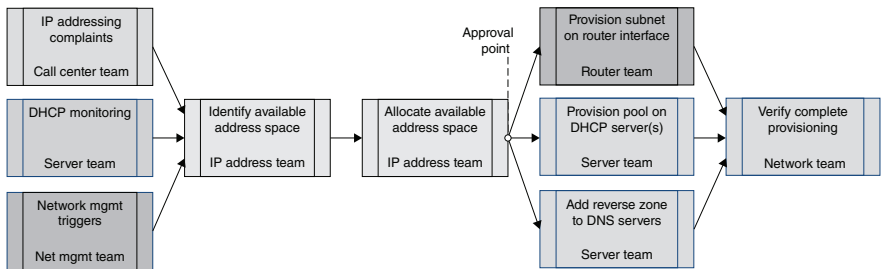 IP addressing
complaints
Call center team
DHCP monitoring
Server team
Network mgmt
triggers
Net mgmt team
Identify available
address space
IP address team
Allocate available
address space
IP address team
Approval
point
Provision subnet
on router interface
Router team
Provision pool on
DHCP server(s)
Server team
Add reverse zone
to DNS servers
Server team
Verify complete
provisioning
Network team